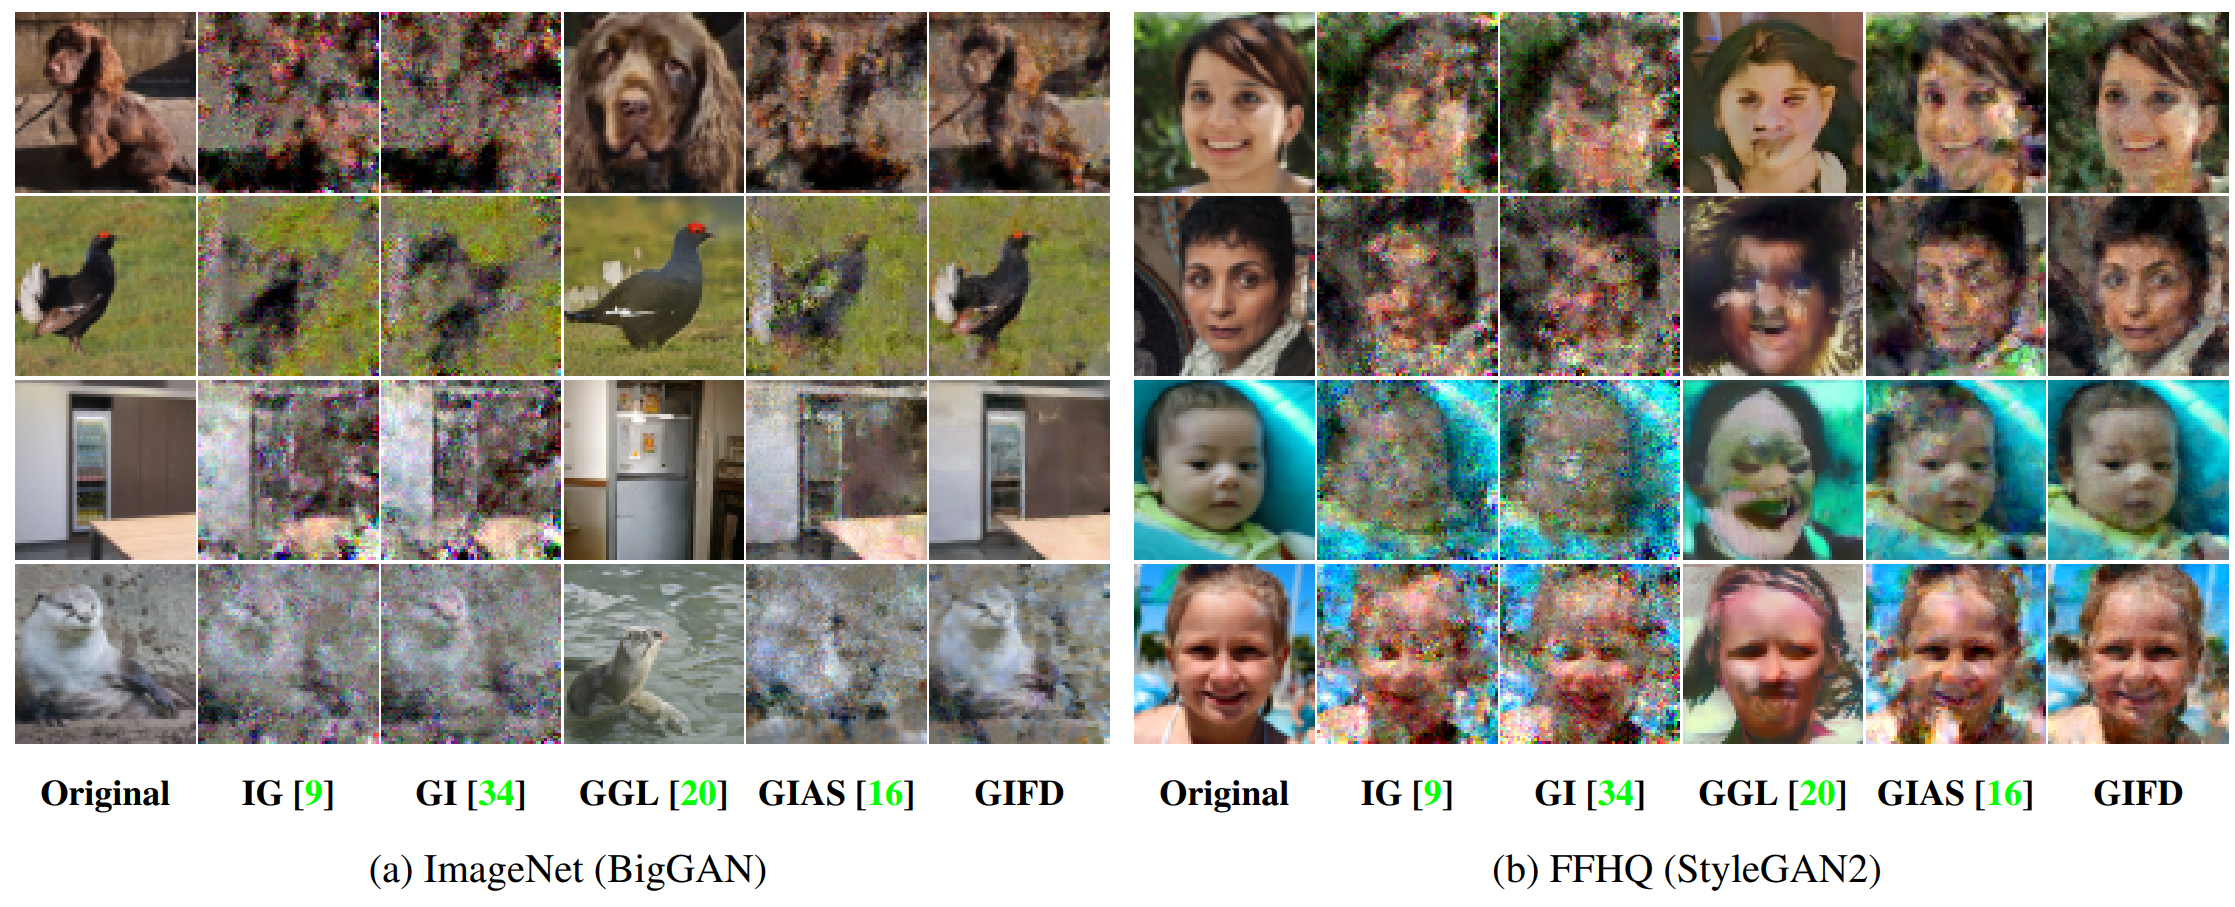 Original IG [9] GI [34] GGL [20] GIAS [16] GIFD Original IG [9] GI [34] GGL [20] GIAS [16] GIFD
(a) ImageNet (BigGAN) (b) FFHQ (StyleGAN2)